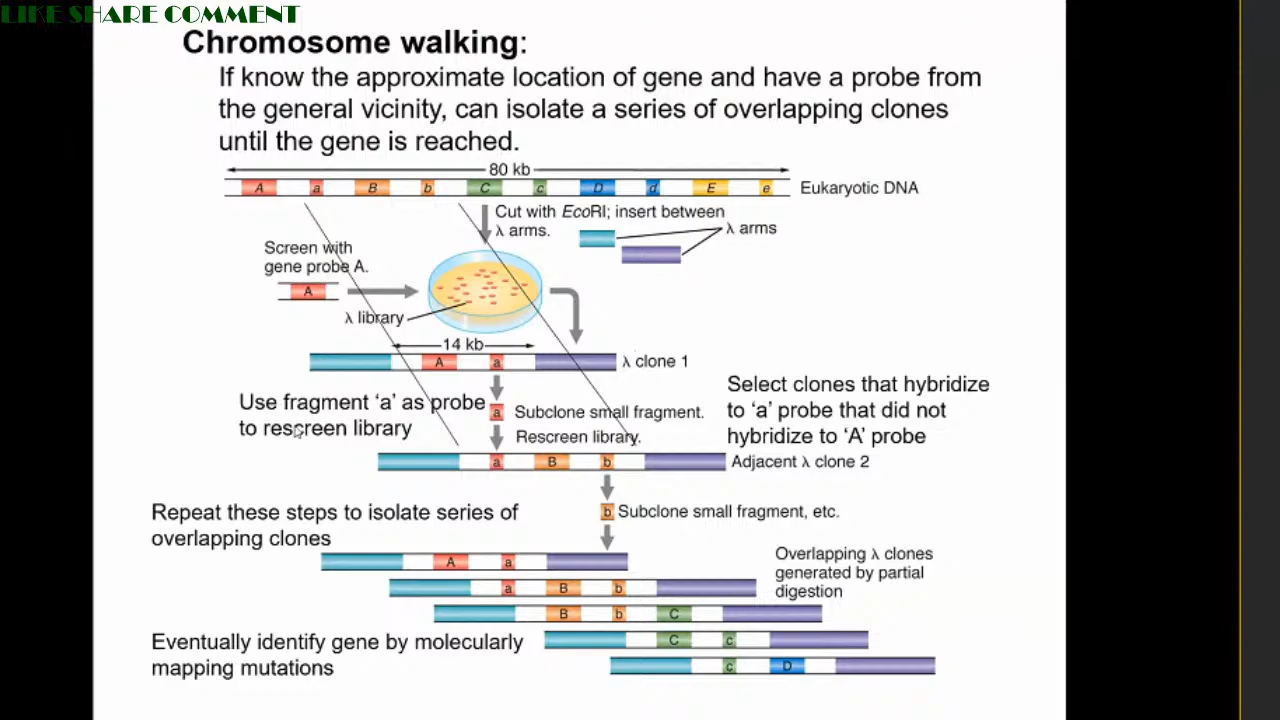 LIKE SHARE COMMENT
Chromosome walking:
If know the approximate location of gene and have a probe from
the general vicinity, can isolate a series of overlapping clones
until the gene is reached.
80 kb
A a B b C c D d E e Eukaryotic DNA
Cut with EcoRI; insert between
λ arms.
λ arms
Screen with
gene probe A.
A
λ library
14 kb
A a λ clone 1
Use fragment ‘a’ as probe
to rescreen library
a Subclone small fragment.
Rescreen library.
Select clones that hybridize
to ‘a’ probe that did not
hybridize to ‘A’ probe
a B b Adjacent λ clone 2
Repeat these steps to isolate series of
overlapping clones
b Subclone small fragment, etc.
Overlapping λ clones
generated by partial
digestion
A a
a B b
B b C
C c
c D
Eventually identify gene by molecularly
mapping mutations